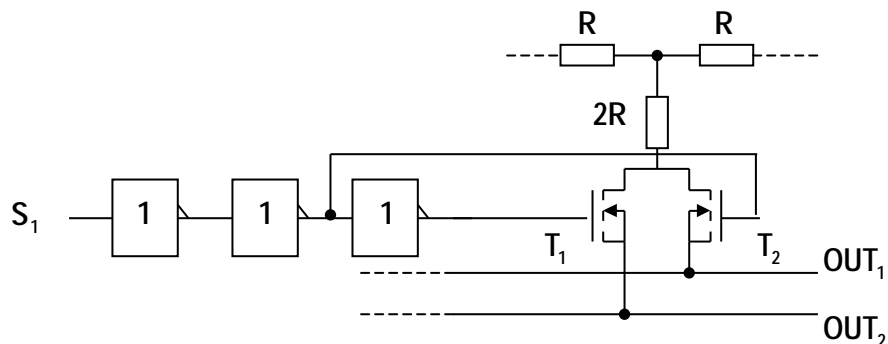 R R
2R
S₁ 1 1 1
T₁ T₂
OUT₁
OUT₂